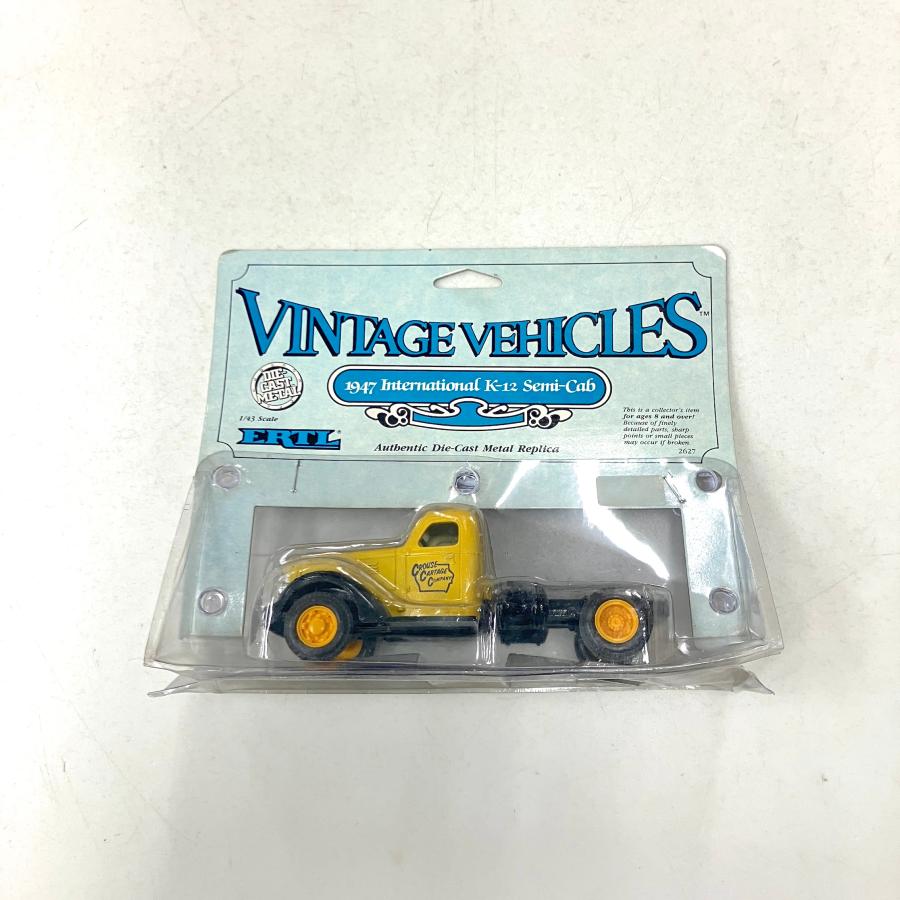 VINTAGE VEHICLES™
1947 International K-12 Semi-Cab
DIE-
CAST
METAL
1/43 Scale
ERTL®
Authentic Die-Cast Metal Replica
This is a collector's item
for ages 8 and over!
Because of finely
detailed parts, sharp
points or small pieces
may occur if broken.
2627
CROUSE
CARTAGE
COMPANY